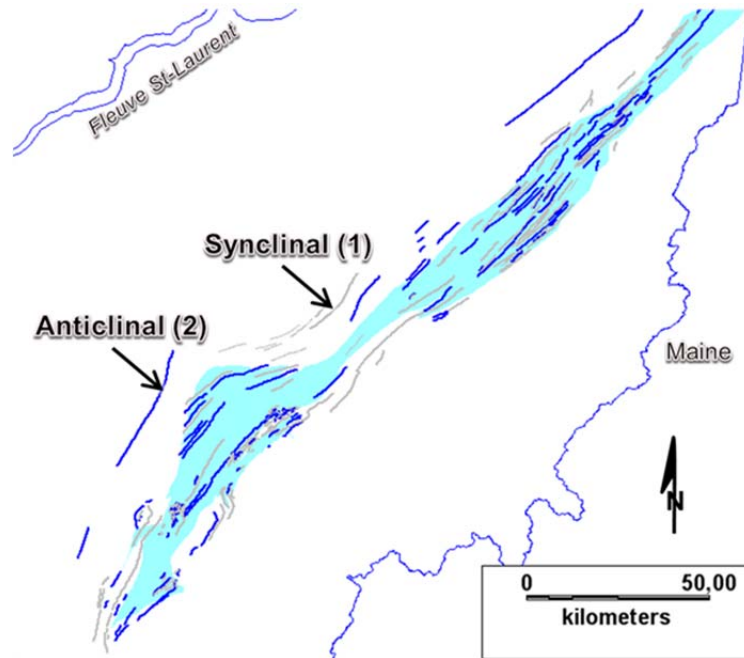 Fleuve St-Laurent
Synclinal (1)
Anticlinal (2)
Maine
N
0 50,00
kilometers